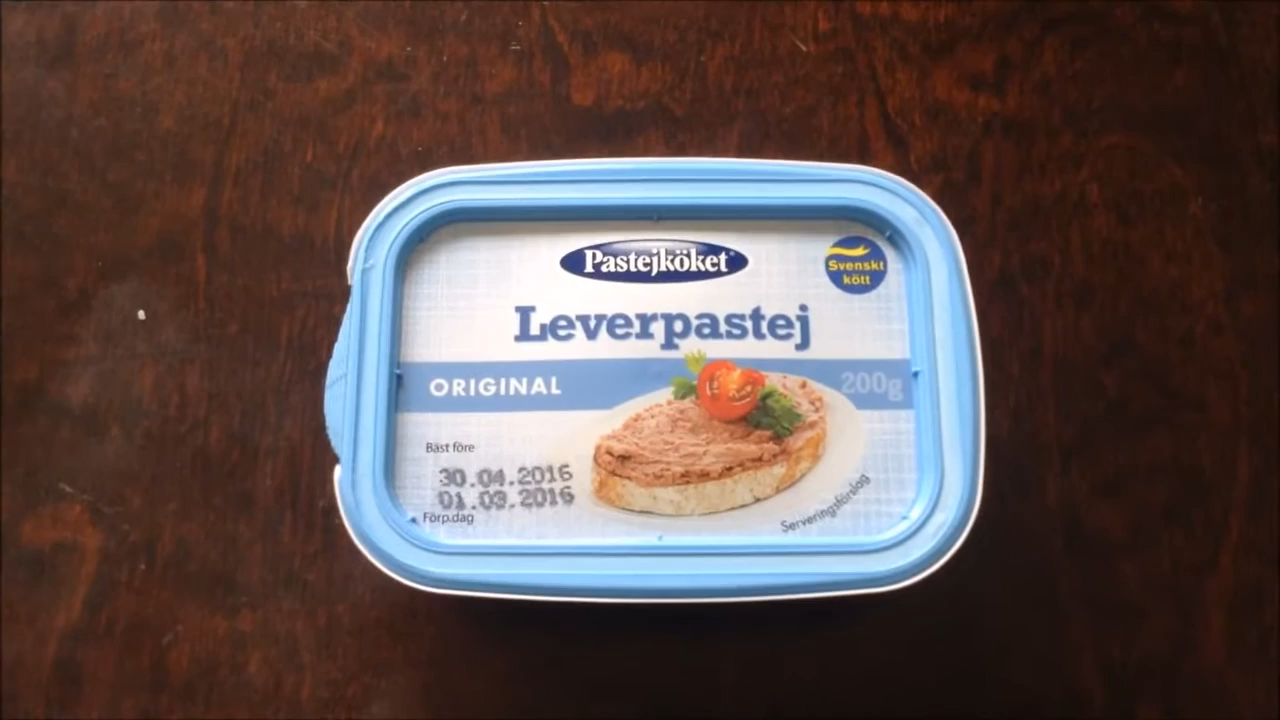 Pastejköket
Svenskt
kött
Leverpastej
ORIGINAL
200g
Bäst före
30.04.2016
01.03.2016
Förp.dag
Serveringsförslag